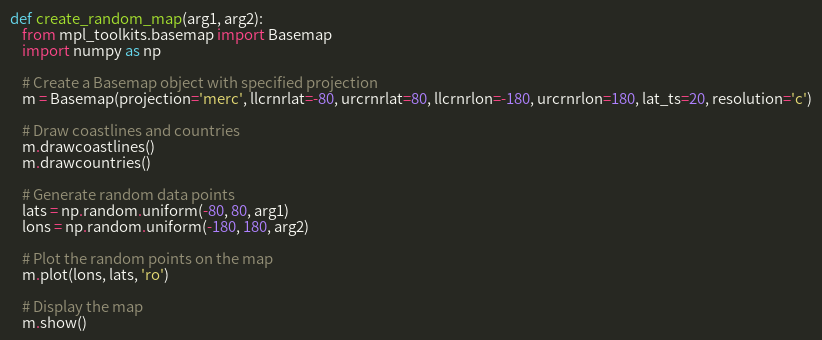 def create_random_map(arg1, arg2):
    from mpl_toolkits.basemap import Basemap
    import numpy as np

    # Create a Basemap object with specified projection
    m = Basemap(projection='merc', llcrnrlat=-80, urcrnrlat=80, llcrnrlon=-180, urcrnrlon=180, lat_ts=20, resolution='c')

    # Draw coastlines and countries
    m.drawcoastlines()
    m.drawcountries()

    # Generate random data points
    lats = np.random.uniform(-80, 80, arg1)
    lons = np.random.uniform(-180, 180, arg2)

    # Plot the random points on the map
    m.plot(lons, lats, 'ro')

    # Display the map
    m.show()